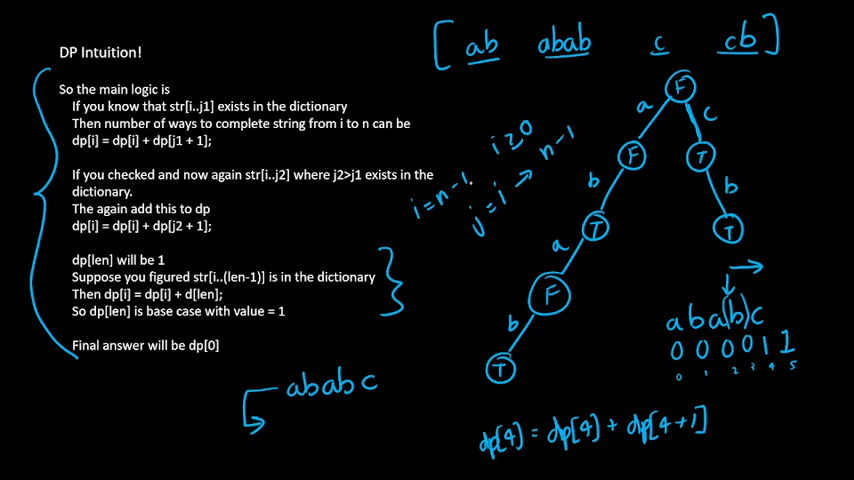 DP Intuition!
So the main logic is
If you know that str[i..j1] exists in the dictionary
Then number of ways to complete string from i to n can be
dp[i] = dp[i] + dp[j1 + 1];
If you checked and now again str[i..j2] where j2>j1 exists in the
dictionary.
The again add this to dp
dp[i] = dp[i] + dp[j2 + 1];
dp[len] will be 1
Suppose you figured str[i..(len-1)] is in the dictionary
Then dp[i] = dp[i] + d[len];
So dp[len] is base case with value = 1
Final answer will be dp[0]
ababc
[ ab abab c cb ]
i = n-1 i ≥ 0
j = i → n-1
F
a c
F T
b b
T T
a
F
b
T
a b a (b) c
0 0 0 0 1 1
0 1 2 3 4 5
dp[4] = dp[4] + dp[4+1]